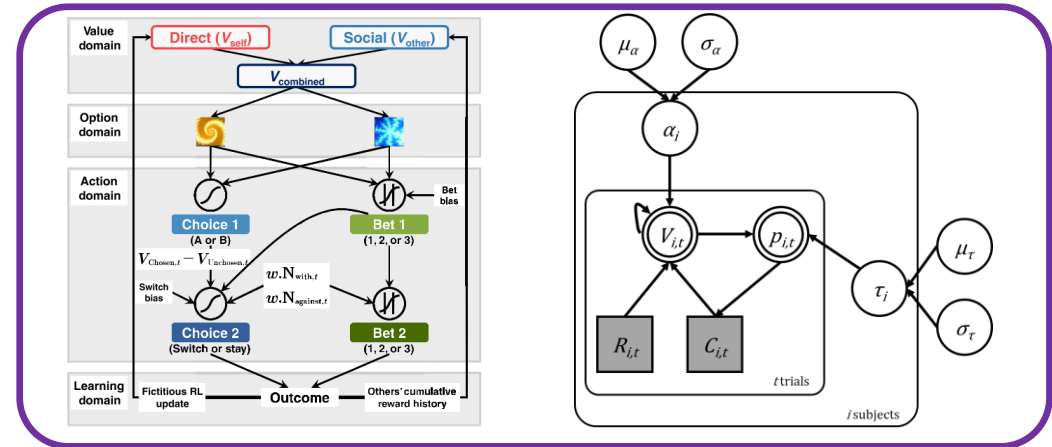 Value
domain
Direct (Vself)
Social (Vother)
Vcombined
Option
domain
Action
domain
Bet
bias
Choice 1
(A or B)
Bet 1
(1, 2, or 3)
VChosen,t − VUnchosen,t
w.Nwith,t
w.Nagainst,t
Switch
bias
Choice 2
(Switch or stay)
Bet 2
(1, 2, or 3)
Learning
domain
Fictitious RL
update
Outcome
Others' cumulative
reward history
μα
σα
αi
Vi,t
pi,t
μτ
τi
στ
Ri,t
Ci,t
t trials
i subjects